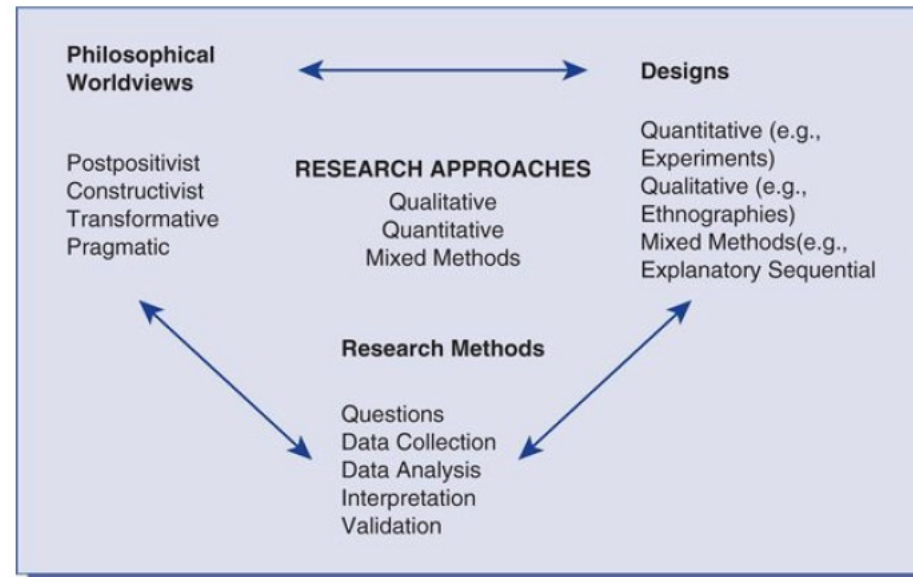 Philosophical
Worldviews
Postpositivist
Constructivist
Transformative
Pragmatic
RESEARCH APPROACHES
Qualitative
Quantitative
Mixed Methods
Designs
Quantitative (e.g.,
Experiments)
Qualitative (e.g.,
Ethnographies)
Mixed Methods(e.g.,
Explanatory Sequential
Research Methods
Questions
Data Collection
Data Analysis
Interpretation
Validation